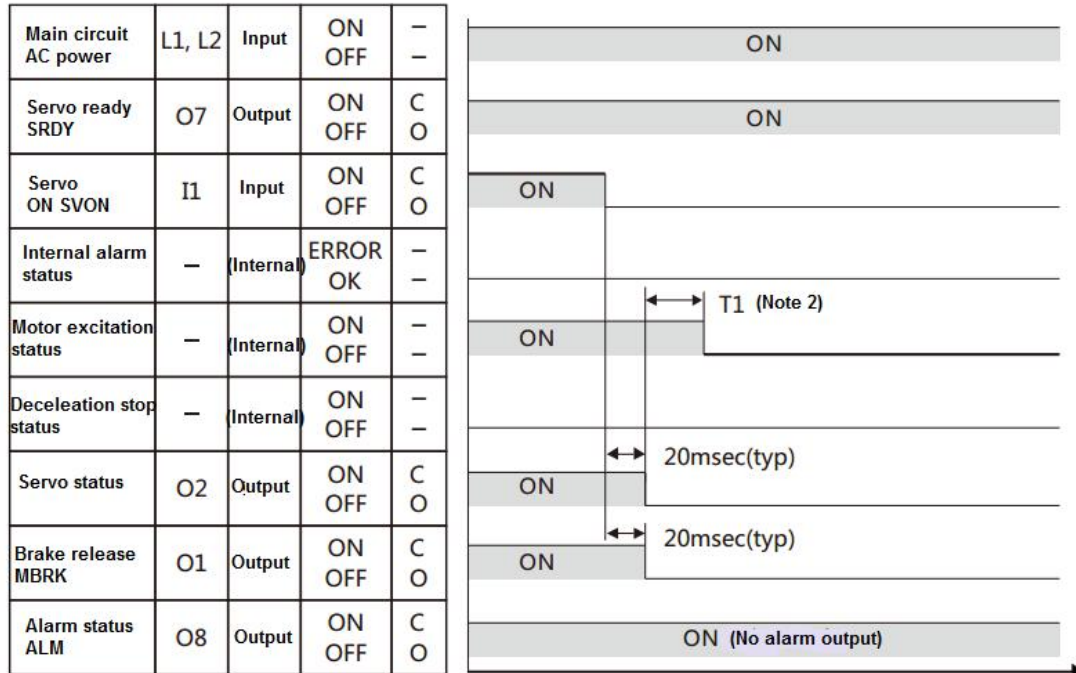 Main circuit
AC power
L1, L2
Input
ON
OFF
–
–
ON
Servo ready
SRDY
O7
Output
ON
OFF
C
O
ON
Servo
ON SVON
I1
Input
ON
OFF
C
O
ON
Internal alarm
status
–
(Internal)
ERROR
OK
–
–
Motor excitation
status
–
(Internal)
ON
OFF
–
–
ON
T1 (Note 2)
Deceleation stop
status
–
(Internal)
ON
OFF
–
–
Servo status
O2
Output
ON
OFF
C
O
ON
20msec(typ)
Brake release
MBRK
O1
Output
ON
OFF
C
O
ON
20msec(typ)
Alarm status
ALM
O8
Output
ON
OFF
C
O
ON (No alarm output)